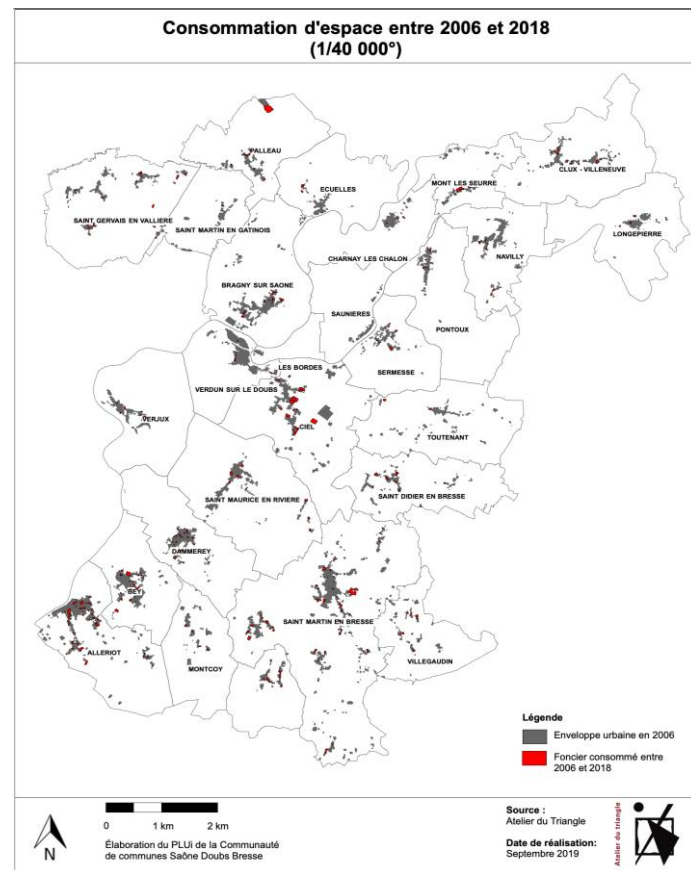 Consommation d'espace entre 2006 et 2018
(1/40 000°)
PALLEAU
ECUELLES
MONT LES SEURRE
CLUX - VILLENEUVE
SAINT GERVAIS EN VALLIERE
SAINT MARTIN EN GATINOIS
LONGEPIERRE
CHARNAY LES CHALON
NAVILLY
BRAGNY SUR SAONE
SAUNIERES
PONTOUX
LES BORDES
SERMESSE
VERDUN SUR LE DOUBS
VERJUX
CIEL
TOUTENANT
SAINT MAURICE EN RIVIERE
SAINT DIDIER EN BRESSE
DAMMEREY
BEY
SAINT MARTIN EN BRESSE
ALLERIOT
MONTCOY
VILLEGAUDIN
Légende
Enveloppe urbaine en 2006
Foncier consommé entre
2006 et 2018
N
0 1 km 2 km
Élaboration du PLUi de la Communauté
de communes Saône Doubs Bresse
Source :
Atelier du Triangle
Date de réalisation:
Septembre 2019
Atelier du triangle